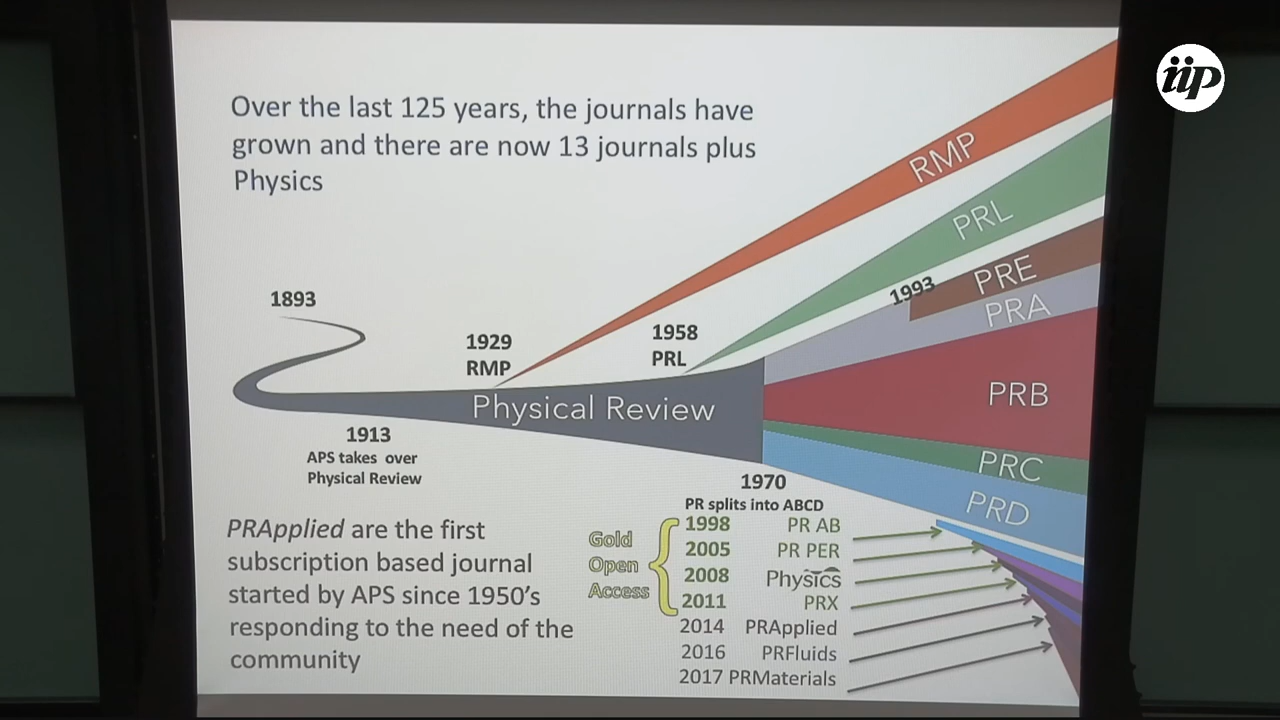 iip
Over the last 125 years, the journals have
grown and there are now 13 journals plus
Physics
RMP
PRL
1993
PRE
PRA
PRB
PRC
PRD
1893
1929
RMP
1958
PRL
Physical Review
1913
APS takes over
Physical Review
1970
PR splits into ABCD
PRApplied are the first
subscription based journal
started by APS since 1950's
responding to the need of the
community
Gold
Open
Access
1998 PR AB
2005 PR PER
2008 Physics
2011 PRX
2014 PRApplied
2016 PRFluids
2017 PRMaterials